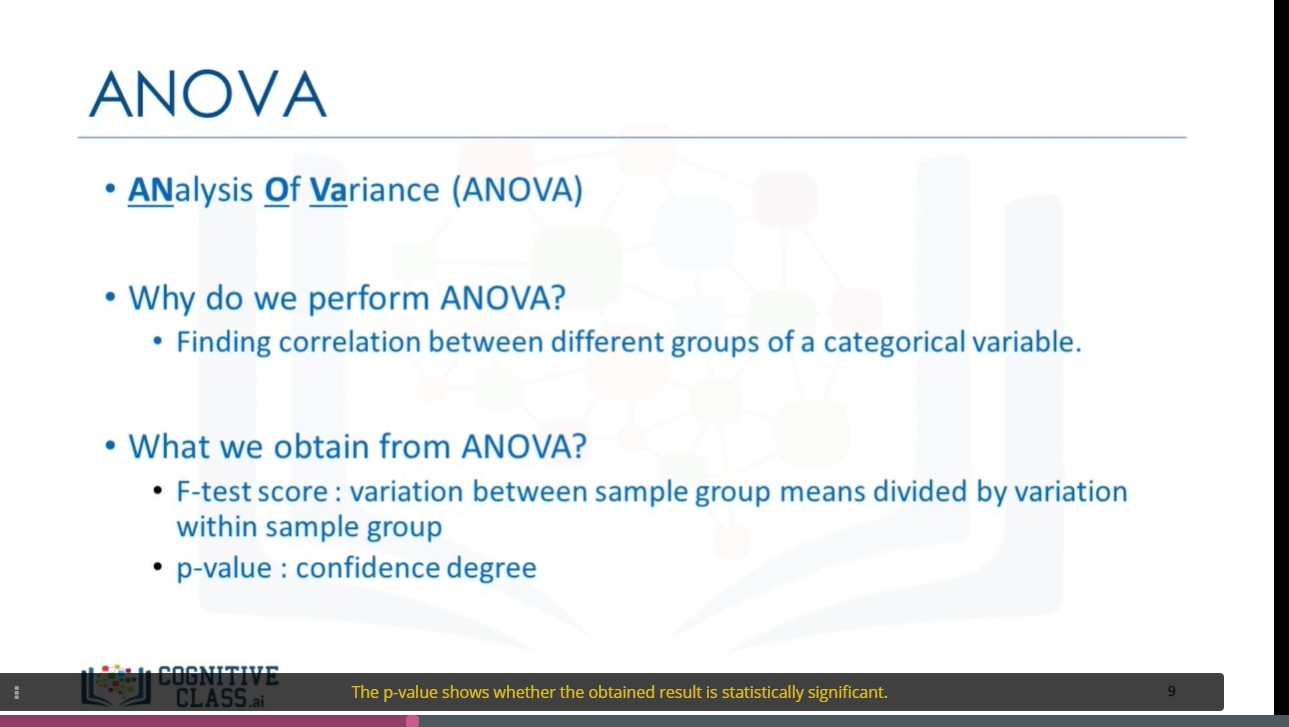 ANOVA
• ANalysis Of Variance (ANOVA)
• Why do we perform ANOVA?
• Finding correlation between different groups of a categorical variable.
• What we obtain from ANOVA?
• F-test score : variation between sample group means divided by variation
within sample group
• p-value : confidence degree
COGNITIVE
CLASS.ai
The p-value shows whether the obtained result is statistically significant.
9